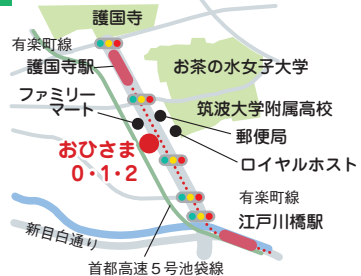 護国寺
有楽町線
護国寺駅
お茶の水女子大学
ファミリー
マート
筑波大学附属高校
郵便局
おひさま
0・1・2
ロイヤルホスト
有楽町線
江戸川橋駅
新目白通り
首都高速5号池袋線